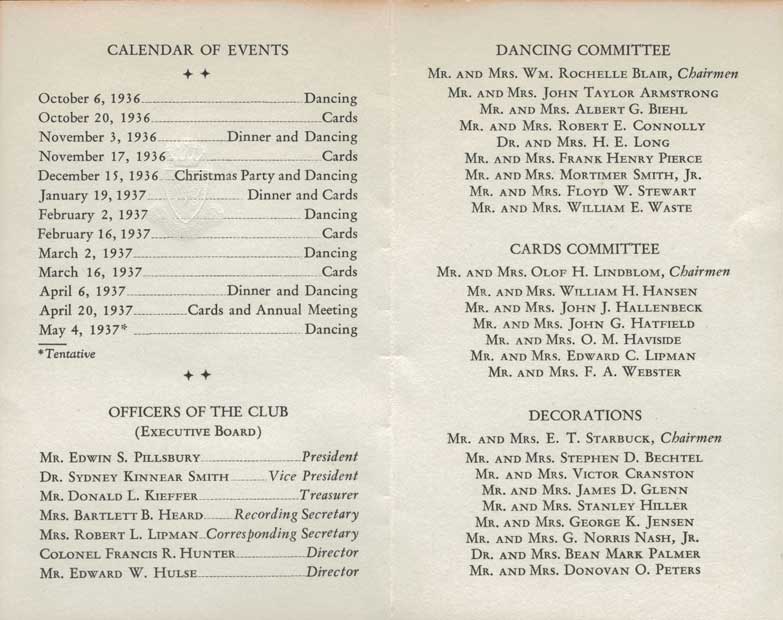 CALENDAR OF EVENTS
October 6, 1936 Dancing
October 20, 1936 Cards
November 3, 1936 Dinner and Dancing
November 17, 1936 Cards
December 15, 1936 Christmas Party and Dancing
January 19, 1937 Dinner and Cards
February 2, 1937 Dancing
February 16, 1937 Cards
March 2, 1937 Dancing
March 16, 1937 Cards
April 6, 1937 Dinner and Dancing
April 20, 1937 Cards and Annual Meeting
May 4, 1937* Dancing
*Tentative
OFFICERS OF THE CLUB
(EXECUTIVE BOARD)
MR. EDWIN S. PILLSBURY President
DR. SYDNEY KINNEAR SMITH Vice President
MR. DONALD L. KIEFFER Treasurer
MRS. BARTLETT B. HEARD Recording Secretary
MRS. ROBERT L. LIPMAN Corresponding Secretary
COLONEL FRANCIS R. HUNTER Director
MR. EDWARD W. HULSE Director
DANCING COMMITTEE
MR. AND MRS. WM. ROCHELLE BLAIR, Chairmen
MR. AND MRS. JOHN TAYLOR ARMSTRONG
MR. AND MRS. ALBERT G. BIEHL
MR. AND MRS. ROBERT E. CONNOLLY
DR. AND MRS. H. E. LONG
MR. AND MRS. FRANK HENRY PIERCE
MR. AND MRS. MORTIMER SMITH, JR.
MR. AND MRS. FLOYD W. STEWART
MR. AND MRS. WILLIAM E. WASTE
CARDS COMMITTEE
MR. AND MRS. OLOF H. LINDBLOM, Chairmen
MR. AND MRS. WILLIAM H. HANSEN
MR. AND MRS. JOHN J. HALLENBECK
MR. AND MRS. JOHN G. HATFIELD
MR. AND MRS. O. M. HAVISIDE
MR. AND MRS. EDWARD C. LIPMAN
MR. AND MRS. F. A. WEBSTER
DECORATIONS
MR. AND MRS. E. T. STARBUCK, Chairmen
MR. AND MRS. STEPHEN D. BECHTEL
MR. AND MRS. VICTOR CRANSTON
MR. AND MRS. JAMES D. GLENN
MR. AND MRS. STANLEY HILLER
MR. AND MRS. GEORGE K. JENSEN
MR. AND MRS. G. NORRIS NASH, JR.
DR. AND MRS. BEAN MARK PALMER
MR. AND MRS. DONOVAN O. PETERS